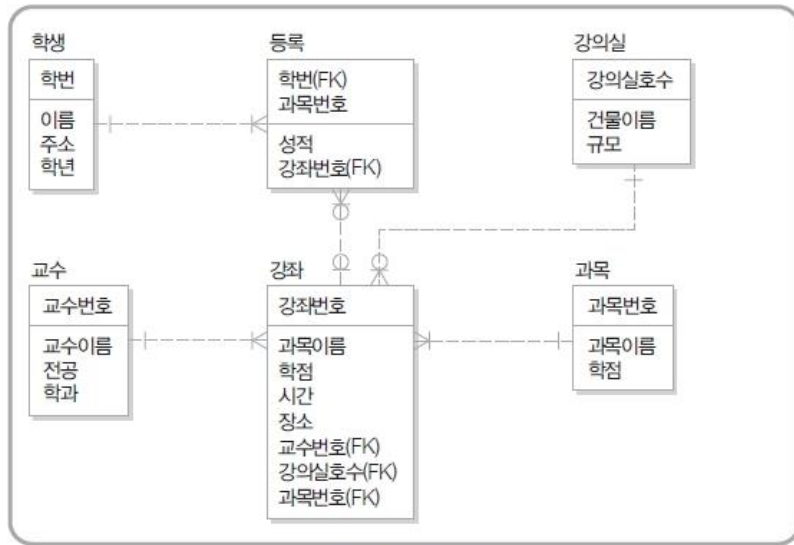 학생
학번
이름
주소
학년
등록
학번(FK)
과목번호
성적
강좌번호(FK)
강의실
강의실호수
건물이름
규모
교수
교수번호
교수이름
전공
학과
강좌
강좌번호
과목이름
학점
시간
장소
교수번호(FK)
강의실호수(FK)
과목번호(FK)
과목
과목번호
과목이름
학점